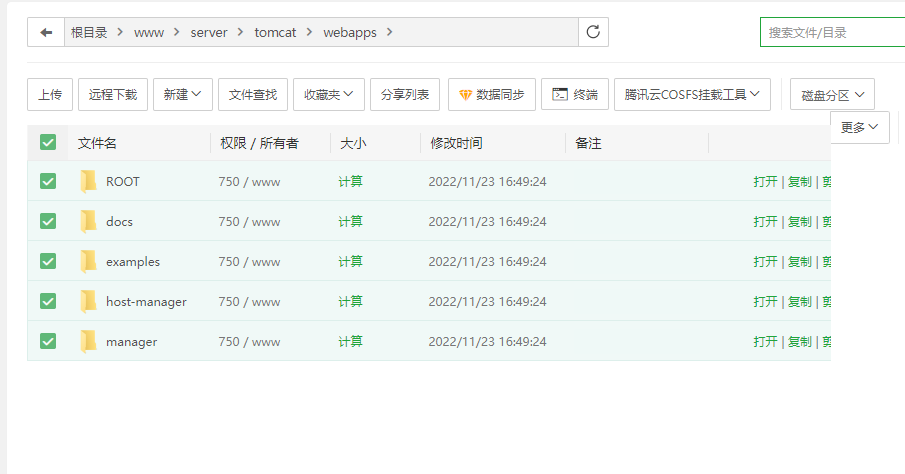 根目录 www server tomcat webapps 搜索文件/目录
上传 远程下载 新建 文件查找 收藏夹 分享列表 数据同步 终端 腾讯云COSFS挂载工具 磁盘分区
更多
文件名 权限 / 所有者 大小 修改时间 备注
ROOT 750 / www 计算 2022/11/23 16:49:24 打开 | 复制 |
docs 750 / www 计算 2022/11/23 16:49:24 打开 | 复制 |
examples 750 / www 计算 2022/11/23 16:49:24 打开 | 复制 |
host-manager 750 / www 计算 2022/11/23 16:49:24 打开 | 复制 |
manager 750 / www 计算 2022/11/23 16:49:24 打开 | 复制 |